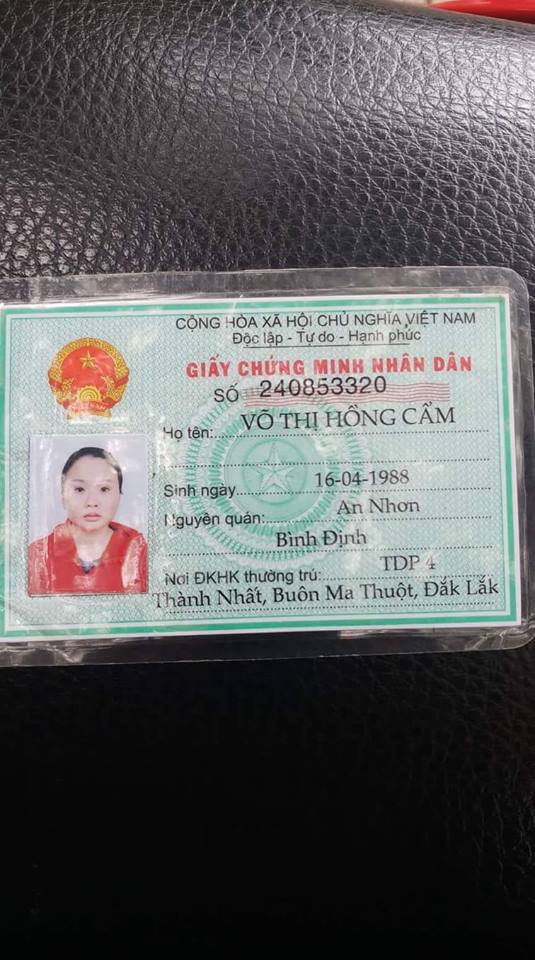 CỘNG HÒA XÃ HỘI CHỦ NGHĨA VIỆT NAM
Độc lập - Tự do - Hạnh phúc
GIẤY CHỨNG MINH NHÂN DÂN
SỐ 240853320
Họ tên: VÕ THỊ HỒNG CẨM
Sinh ngày 16-04-1988
Nguyên quán: An Nhơn
Bình Định
Nơi ĐKHK thường trú: TDP 4
Thành Nhất, Buôn Ma Thuột, Đắk Lắk